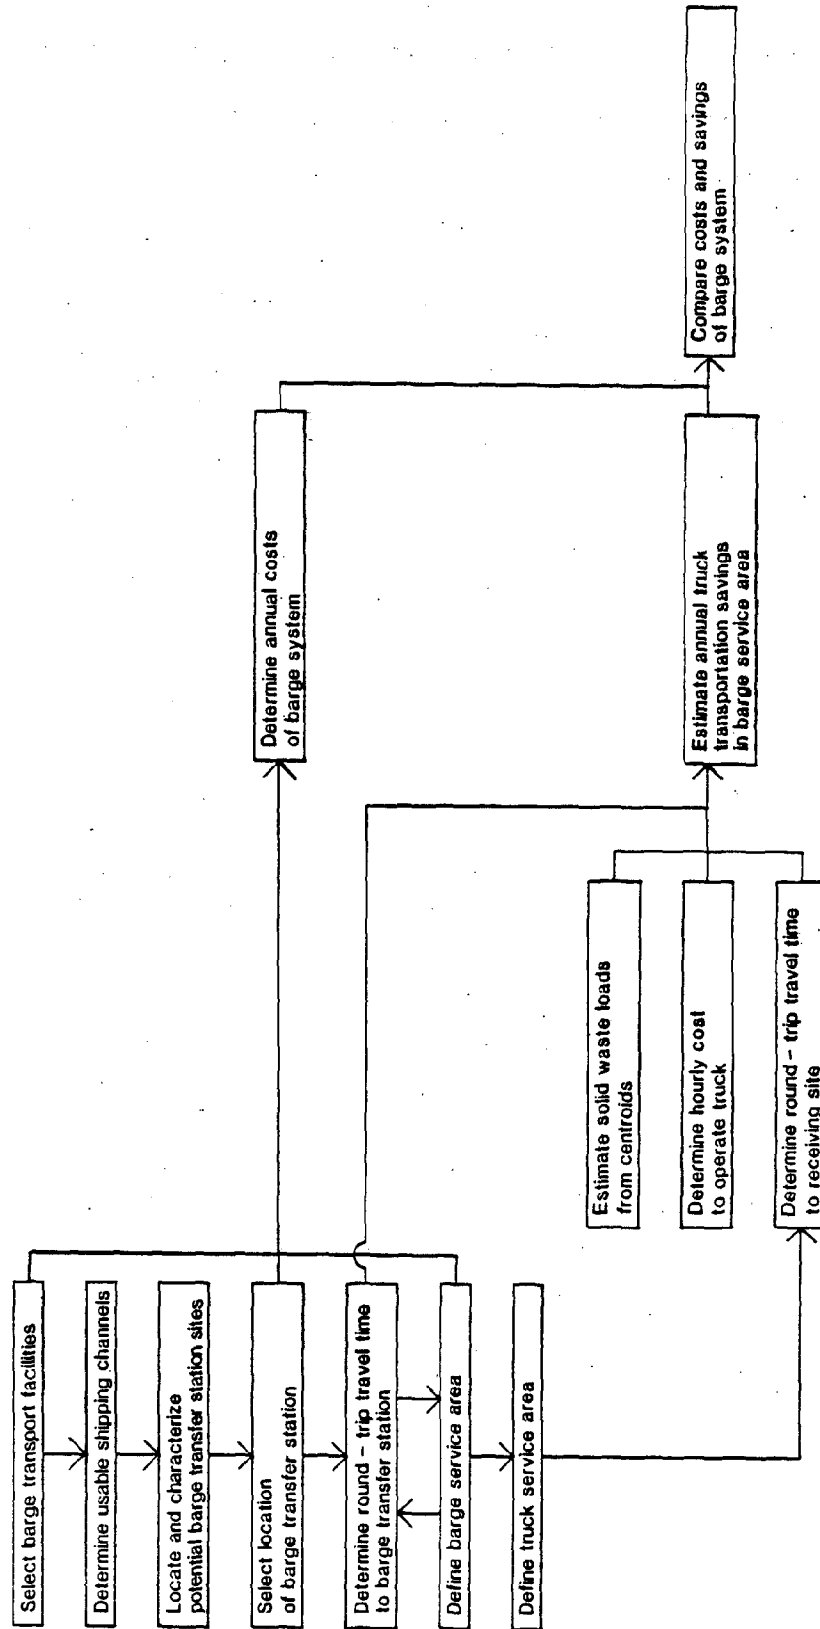 Select barge transport facilities
Determine usable shipping channels
Locate and characterize
potential barge transfer station sites
Select location
of barge transfer station
Determine round - trip travel time
to barge transfer station
Define barge service area
Define truck service area
Estimate solid waste loads
from centroids
Determine hourly cost
to operate truck
Determine round - trip travel time
to receiving site
Determine annual costs
of barge system
Estimate annual truck
transportation savings
in barge service area
Compare costs and savings
of barge system